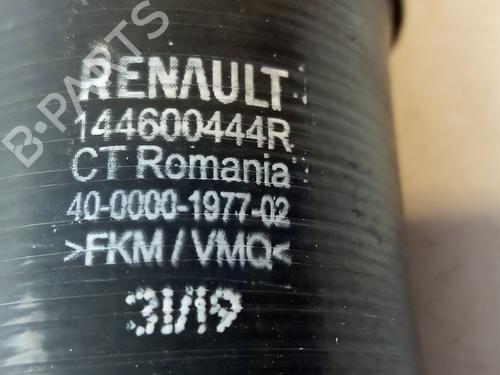 B-PARTS
RENAULT
144600444R
CT Romania
40-0000-1977-02
>FKM/VMQ<
31/19